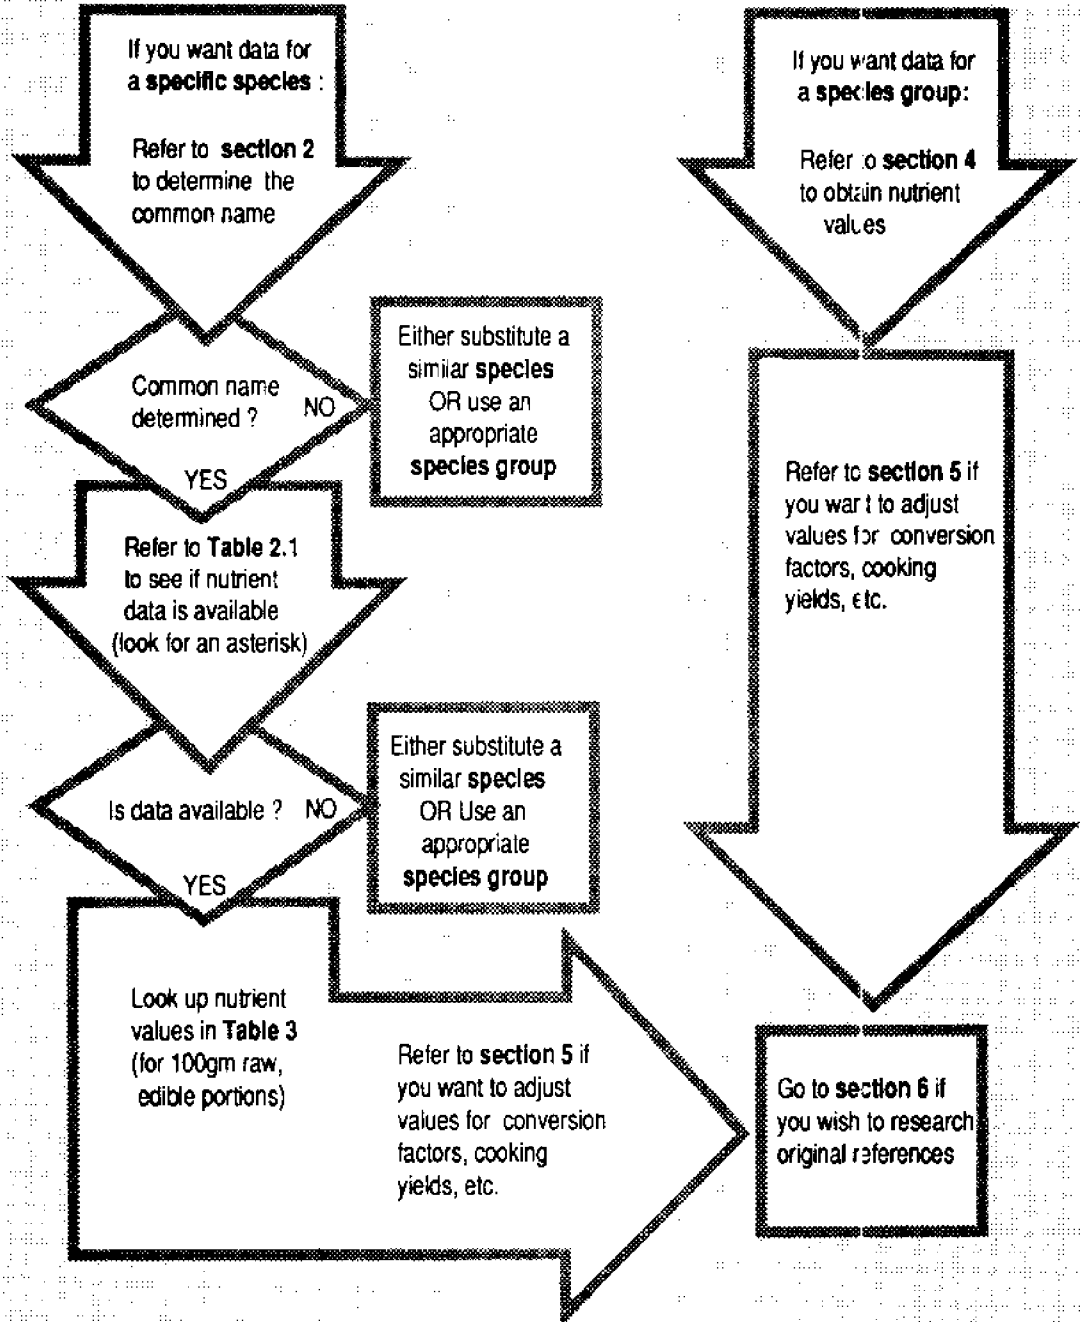 If you want data for
a specific species :
Refer to section 2
to determine the
common name
Common name
determined ?
NO
YES
Either substitute a
similar species
OR use an
appropriate
species group
Refer to Table 2.1
to see if nutrient
data is available
(look for an asterisk)
Is data available ?
NO
YES
Either substitute a
similar species
OR Use an
appropriate
species group
Look up nutrient
values in Table 3
(for 100gm raw,
edible portions)
Refer to section 5 if
you want to adjust
values for conversion
factors, cooking
yields, etc.
If you want data for
a species group:
Refer to section 4
to obtain nutrient
values
Refer to section 5 if
you want to adjust
values for conversion
factors, cooking
yields, etc.
Go to section 6 if
you wish to research
original references